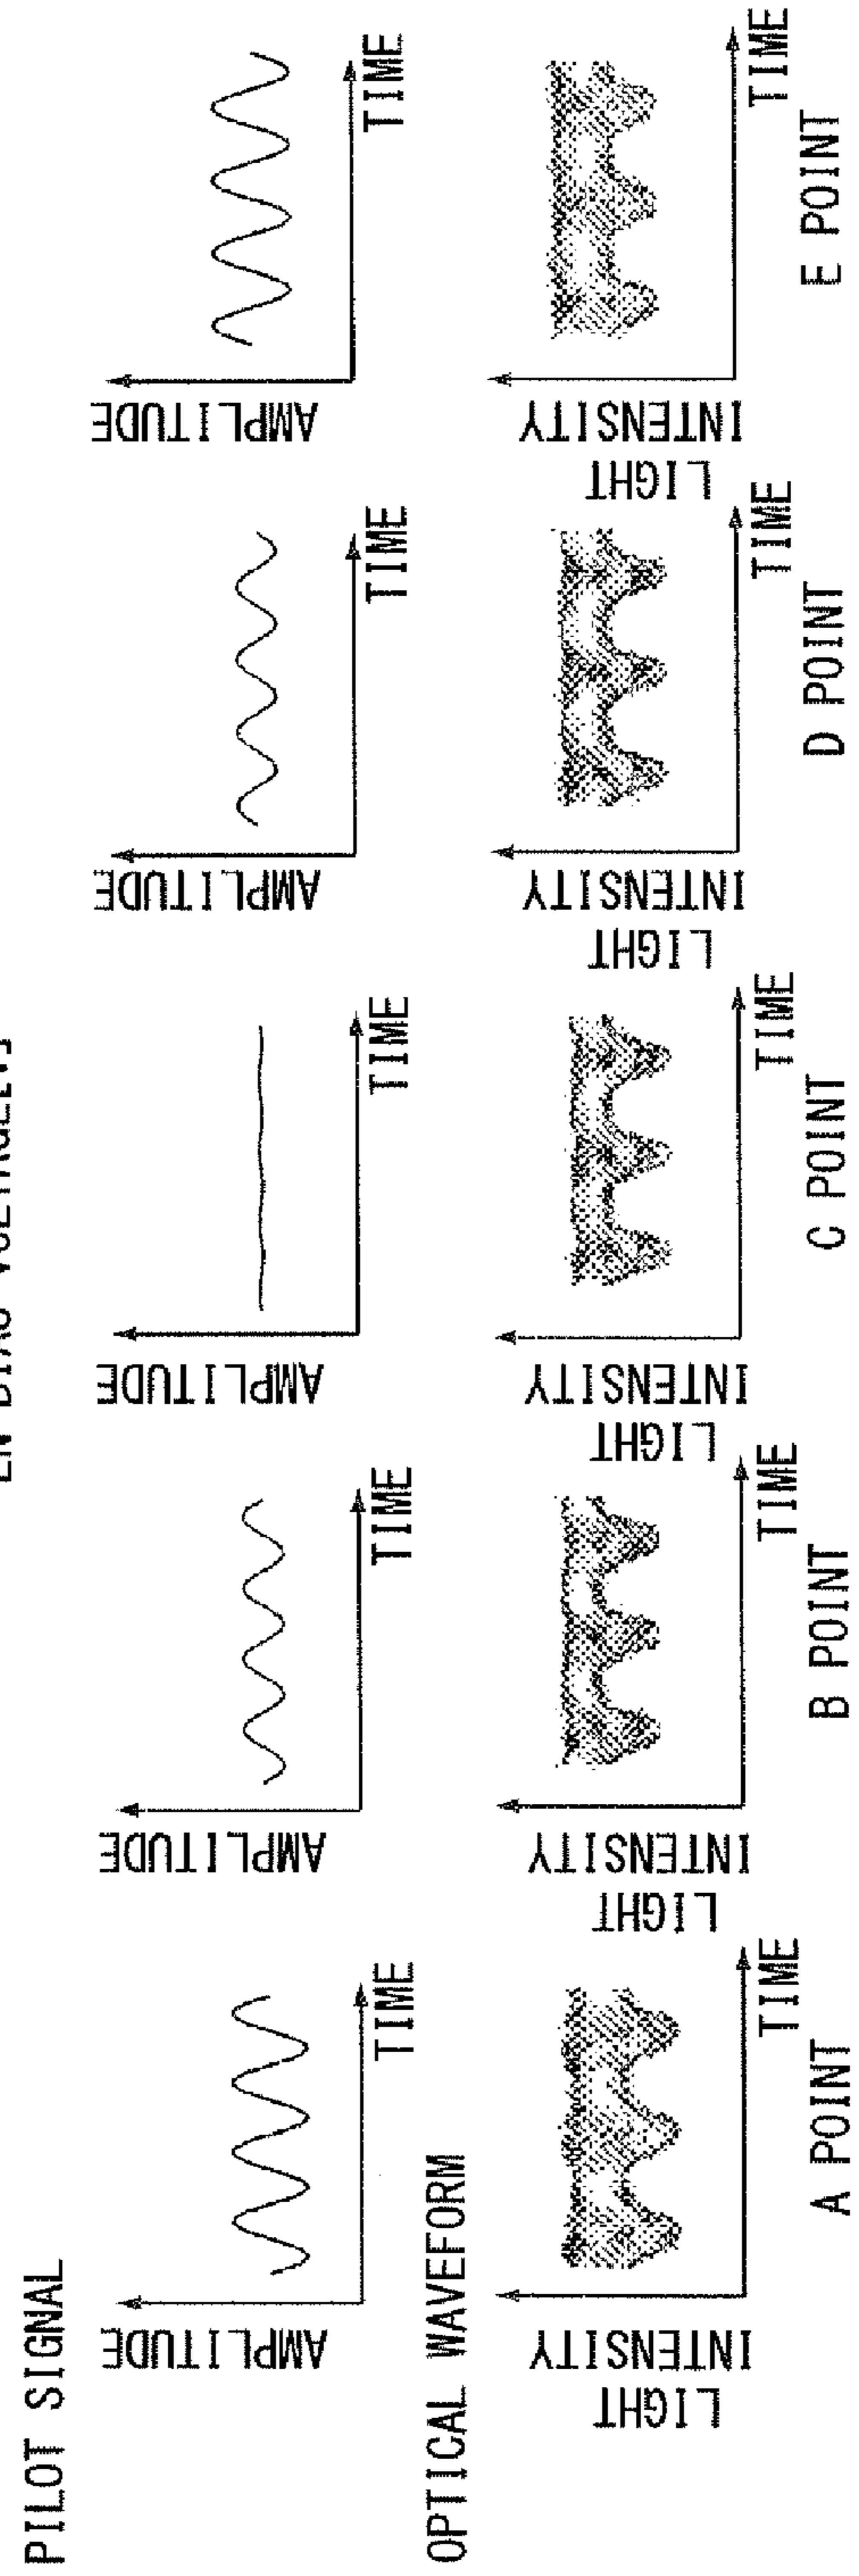 PILOT SIGNAL
AMPLITUDE
TIME
AMPLITUDE
TIME
AMPLITUDE
TIME
AMPLITUDE
TIME
AMPLITUDE
TIME
OPTICAL WAVEFORM
LIGHT
INTENSITY
TIME
LIGHT
INTENSITY
TIME
LIGHT
INTENSITY
TIME
LIGHT
INTENSITY
TIME
LIGHT
INTENSITY
TIME
A POINT
B POINT
C POINT
D POINT
E POINT